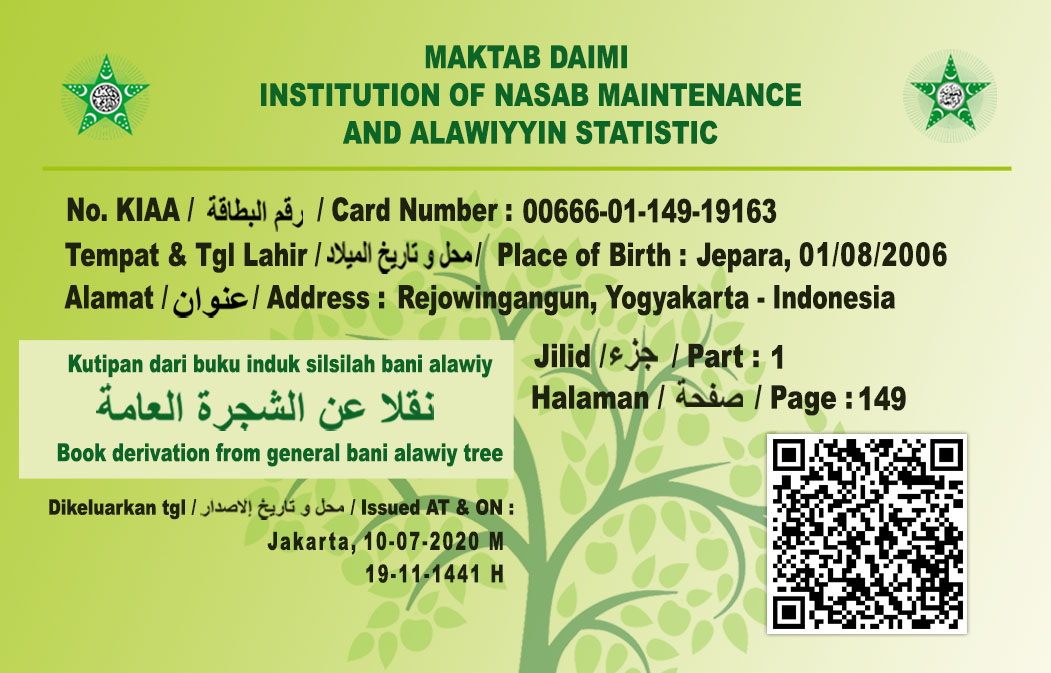 MAKTAB DAIMI
INSTITUTION OF NASAB MAINTENANCE
AND ALAWIYYIN STATISTIC
No. KIAA / رقم البطاقة / Card Number : 00666-01-149-19163
Tempat & Tgl Lahir / محل و تاريخ الميلاد / Place of Birth : Jepara, 01/08/2006
Alamat / عنوان / Address : Rejowingangun, Yogyakarta - Indonesia
Kutipan dari buku induk silsilah bani alawiy
نقلا عن الشجرة العامة
Book derivation from general bani alawiy tree
Jilid / جزء / Part : 1
Halaman / صفحة / Page : 149
Dikeluarkan tgl / محل و تاريخ إلاصدار / Issued AT & ON :
Jakarta, 10-07-2020 M
19-11-1441 H